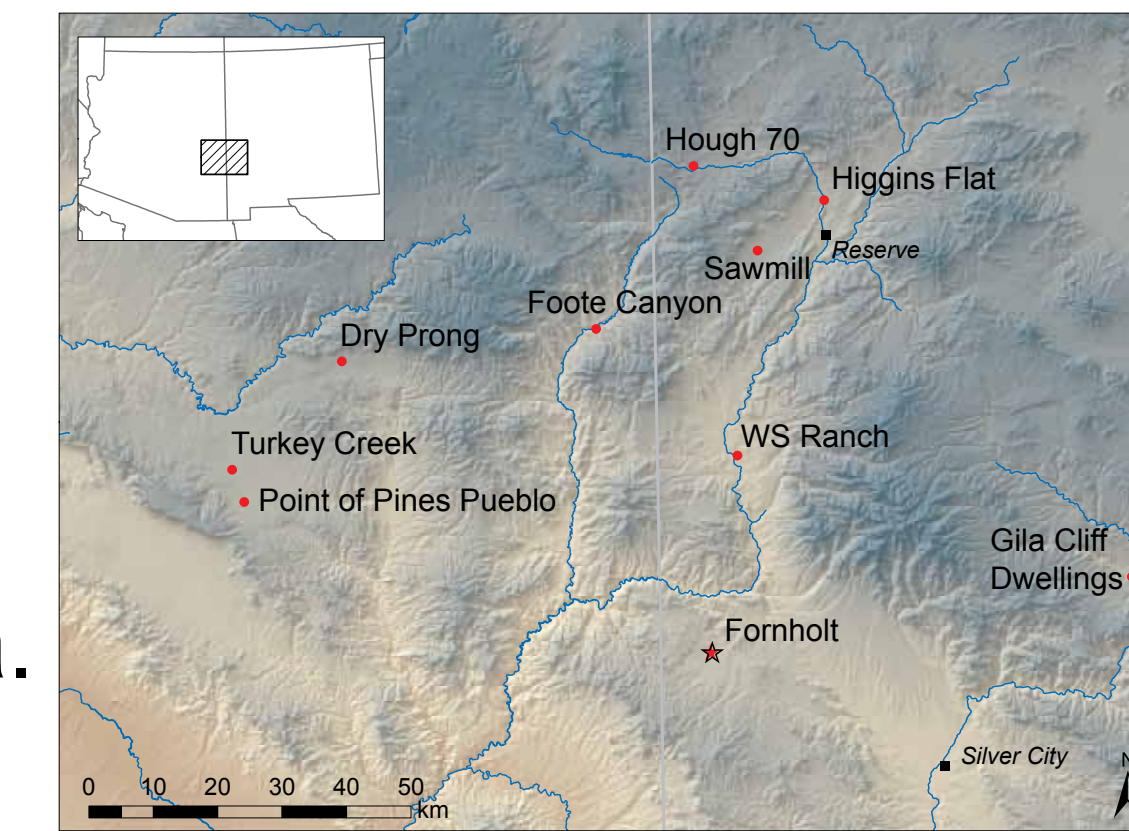 Hough 70
Higgins Flat
Reserve
Sawmill
Foote Canyon
Dry Prong
WS Ranch
Turkey Creek
Point of Pines Pueblo
Gila Cliff
Dwellings
Fornholt
Silver City
N
0 10 20 30 40 50
km